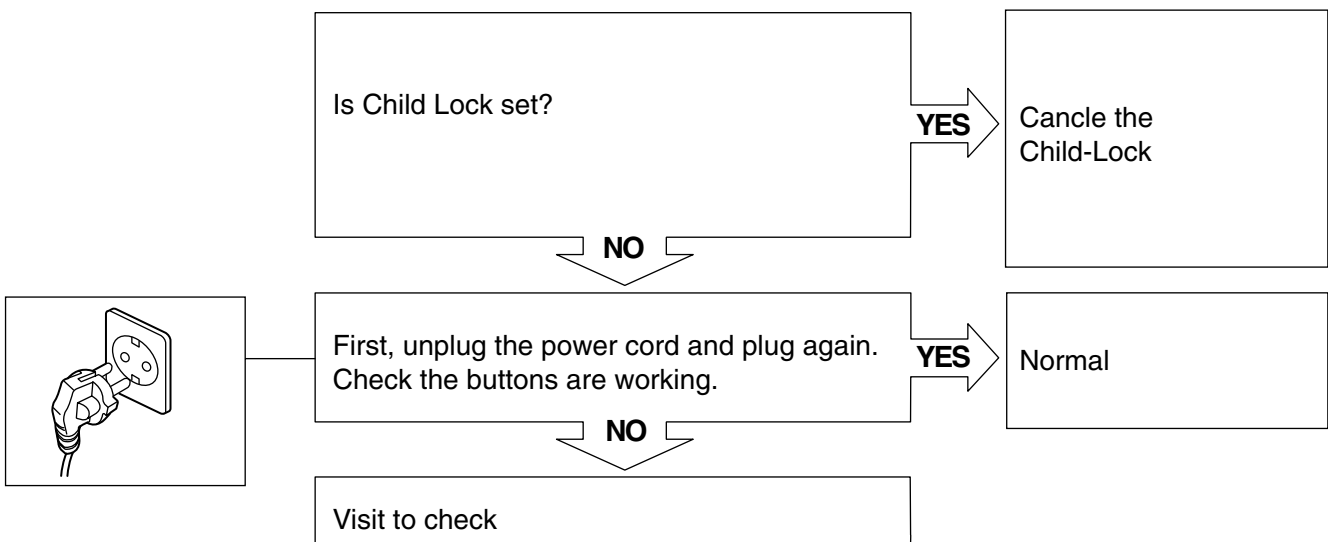 Is Child Lock set?
YES
Cancle the
Child-Lock
NO
First, unplug the power cord and plug again.
Check the buttons are working.
YES
Normal
NO
Visit to check